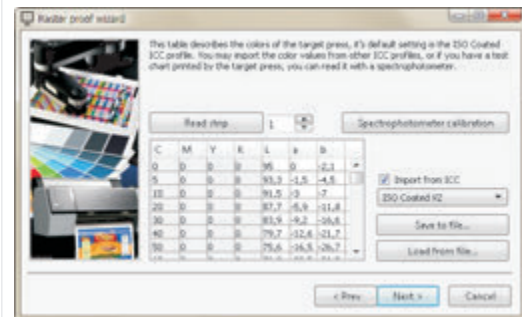 Raster proof wizard
This table describes the colors of the target press, it's default setting is the ISO Coated
ICC profile. You may import the color values from other ICC profiles, or if you have a test
chart printed by the target press, you can read it with a spectrophotometer.
Read strip 1 Spectrophotometer calibration
C M Y K L a b
0 0 0 0 95 0 -2,1
5 0 0 0 93,3 -1,5 -4,5
10 0 0 0 91,5 -3 -7
20 0 0 0 87,7 -5,9 -11,8
30 0 0 0 83,9 -9,2 -16,6
40 0 0 0 79,7 -12,6 -21,7
50 0 0 0 75,6 -16,5 -26,7
Import from ICC
ISO Coated V2
Save to file...
Load from file...
< Prev Next > Cancel